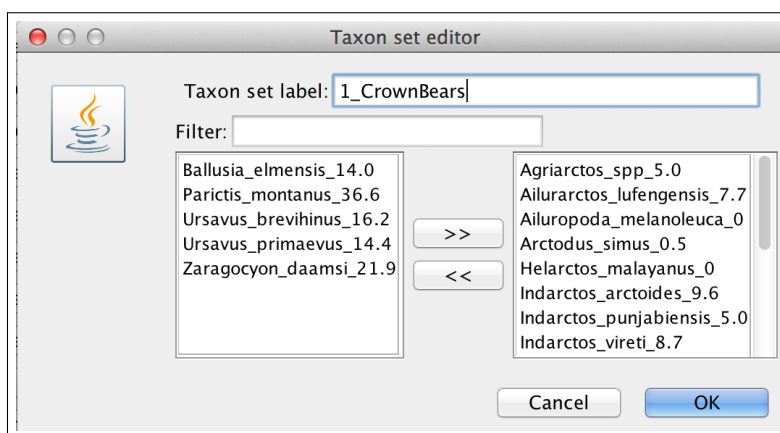 Taxon set editor
Taxon set label: 1_CrownBears
Filter:
Ballusia_elmensis_14.0
Parictis_montanus_36.6
Ursavus_brevihinus_16.2
Ursavus_primaevus_14.4
Zaragocyon_daamsi_21.9
>>
<<
Agriarctos_spp_5.0
Ailurarctos_lufengensis_7.7
Ailuropoda_melanoleuca_0
Arctodus_simus_0.5
Helarctos_malayanus_0
Indarctos_arctoides_9.6
Indarctos_punjabiensis_5.0
Indarctos_vireti_8.7
Cancel
OK